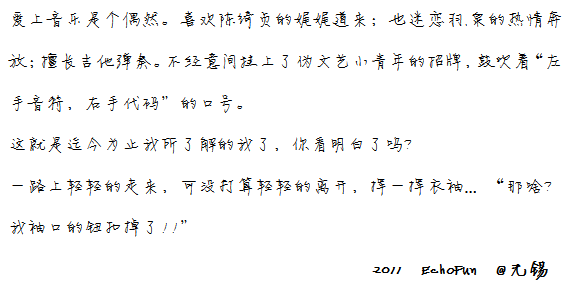 爱上音乐是个偶然。喜欢陈绮贞的娓娓道来；也迷恋羽.泉的热情奔
放；擅长吉他弹奏。不经意间挂上了伪文艺小青年的招牌，鼓吹着“左
手音符，右手代码”的口号。
这就是迄今为止我所了解的我了，你看明白了吗？
一路上轻轻的走来，可没打算轻轻的离开，挥一挥衣袖... “那啥？
我袖口的钮扣掉了！！”
2011 EchoFun @无锡